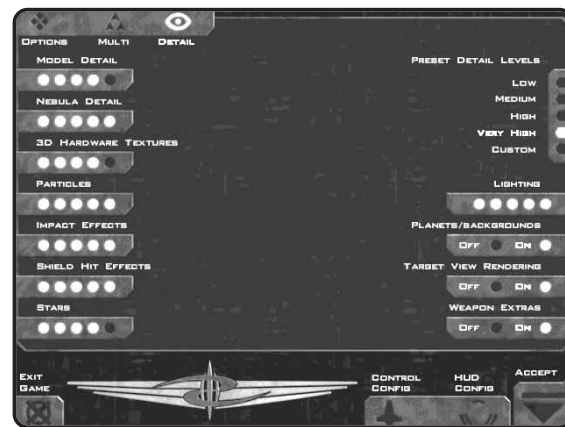 OPTIONS MULTI DETAIL
MODEL DETAIL
NEBULA DETAIL
3D HARDWARE TEXTURES
PARTICLES
IMPACT EFFECTS
SHIELD HIT EFFECTS
STARS
PRESET DETAIL LEVELS
LOW
MEDIUM
HIGH
VERY HIGH
CUSTOM
LIGHTING
PLANETS/BACKGROUNDS
OFF ON
TARGET VIEW RENDERING
OFF ON
WEAPON EXTRAS
OFF ON
EXIT
GAME
CONTROL
CONFIG
HUD
CONFIG
ACCEPT